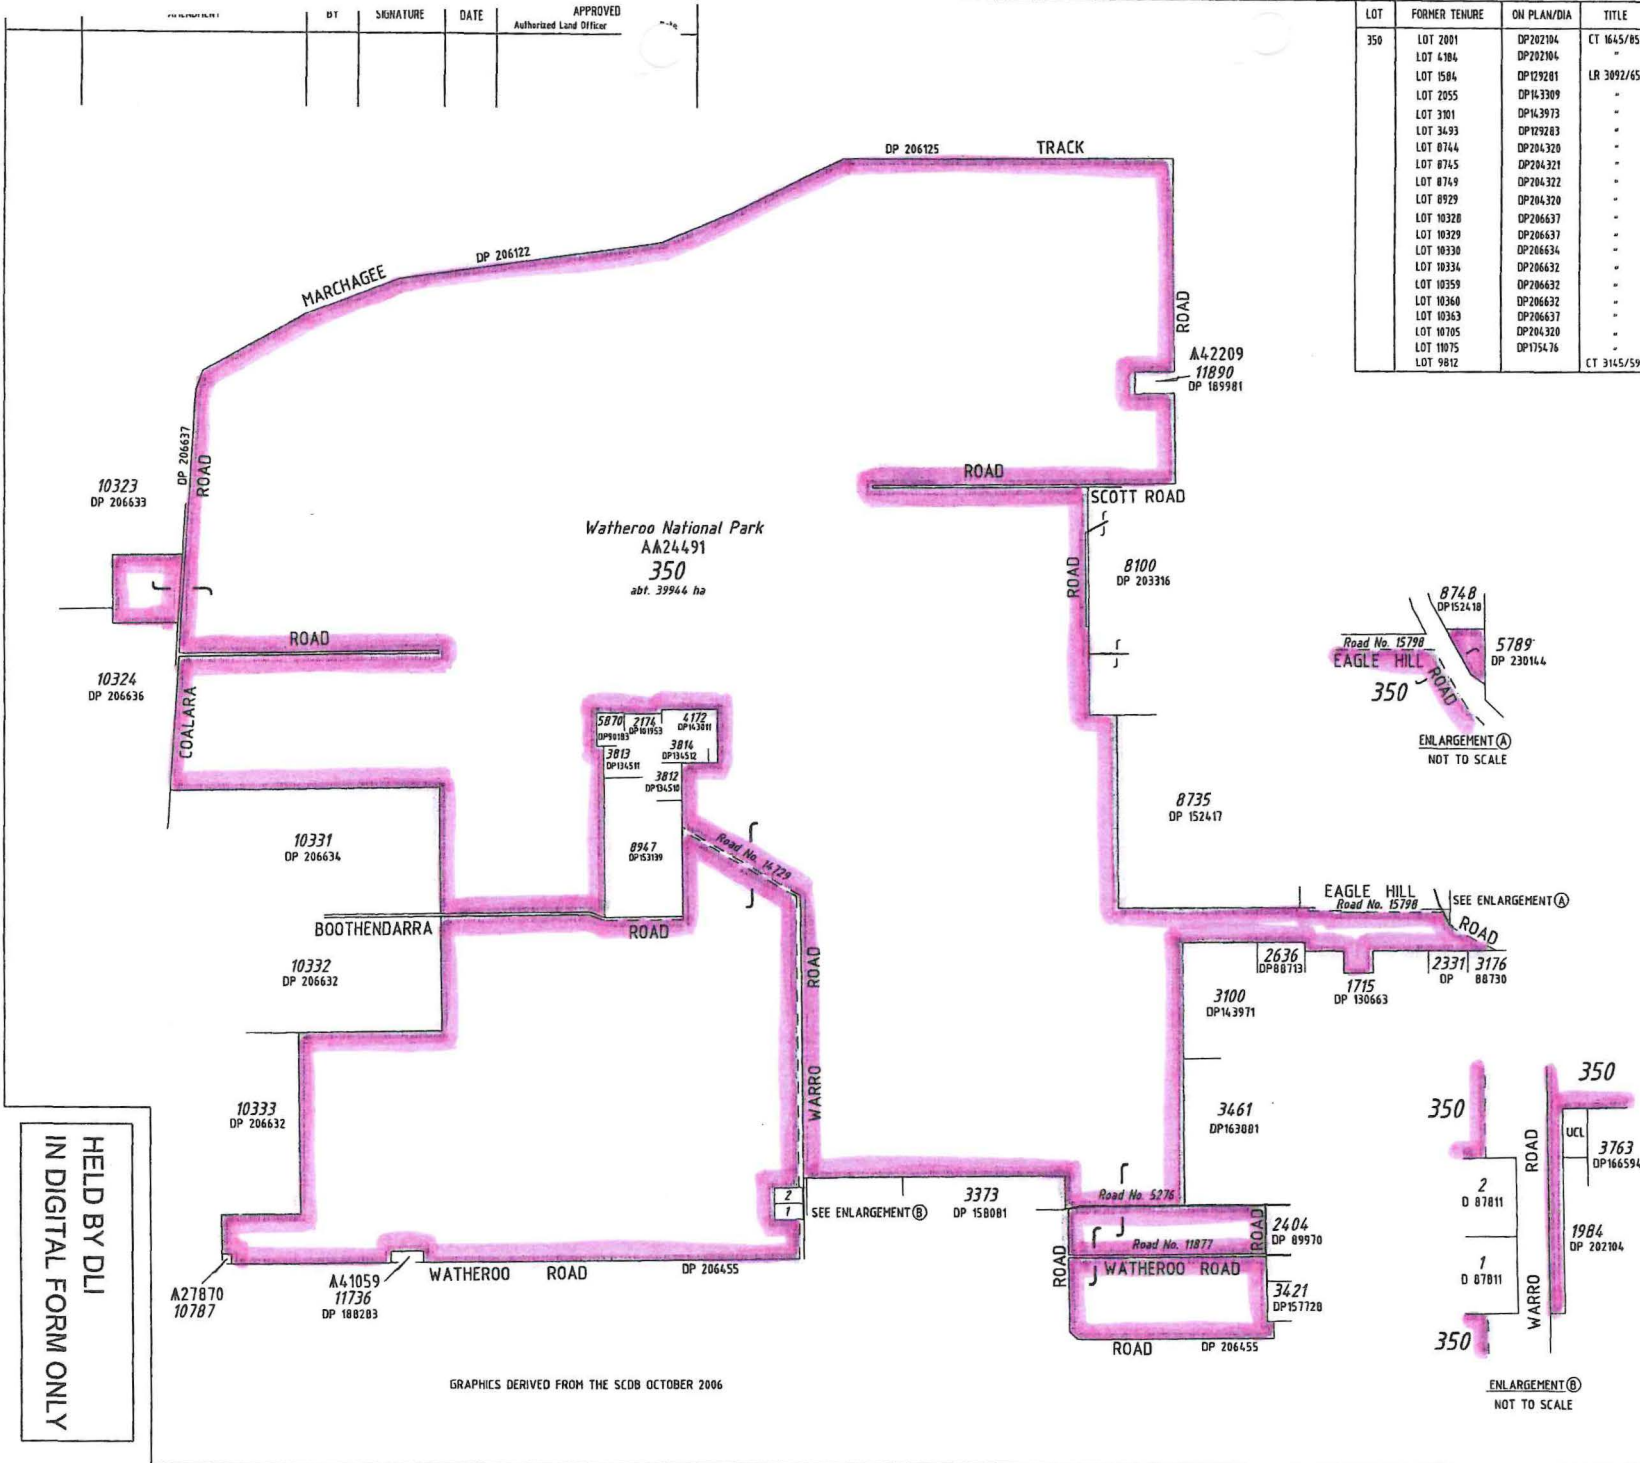 BY SIGNATURE DATE APPROVED
Authorized Land Officer
LOT FORMER TENURE ON PLAN/DIA TITLE
350 LOT 2001 DP202104 CT 1645/85
LOT 4184 DP202104 "
LOT 1584 DP129281 LR 3092/65
LOT 2055 DP143309 "
LOT 3101 DP143973 "
LOT 3493 DP129283 "
LOT 8744 DP204320 "
LOT 8745 DP204321 "
LOT 8749 DP204322 "
LOT 8929 DP204320 "
LOT 10328 DP206637 "
LOT 10329 DP206637 "
LOT 10330 DP206634 "
LOT 10334 DP206632 "
LOT 10359 DP206632 "
LOT 10360 DP206632 "
LOT 10363 DP206637 "
LOT 10705 DP204320 "
LOT 11075 DP175476 "
LOT 9812 CT 3145/59
DP 206125
TRACK
DP 206122
MARCHAGEE
ROAD
A42209
11890
DP 189981
DP 206637
ROAD
10323
DP 206633
ROAD
SCOTT ROAD
Watheroo National Park
AA24491
350
abt. 39944 ha
ROAD
8100
DP 203316
8748
DP152418
Road No. 15798
5789
DP 230144
EAGLE HILL
ROAD
350
ENLARGEMENT A
NOT TO SCALE
ROAD
10324
DP 206636
COALARA
5870
DP90183
2174
DP101953
4172
DP143011
3813
DP134511
3814
DP134512
3812
DP134510
8735
DP 152417
10331
DP 206634
8947
DP153139
Road No. 14729
EAGLE HILL
Road No. 15798
SEE ENLARGEMENT A
ROAD
BOOTHENDARRA
ROAD
10332
DP 206632
ROAD
2636
DP88713
1715
DP 130663
2331
3176
DP 88730
3100
DP143971
WARRO
10333
DP 206632
3461
DP163881
350
350
ROAD
UCL
3763
DP166594
2
D 87811
1984
DP 202104
1
D 87811
WARRO
350
ENLARGEMENT B
NOT TO SCALE
2
1
SEE ENLARGEMENT B
3373
DP 158081
Road No. 5276
ROAD
2404
DP 89970
Road No. 11877
ROAD
WATHEROO ROAD
3421
DP157728
ROAD
DP 206455
A27870
10787
A41059
11736
DP 188283
WATHEROO ROAD
DP 206455
HELD BY DLI
IN DIGITAL FORM ONLY
GRAPHICS DERIVED FROM THE SCDB OCTOBER 2006